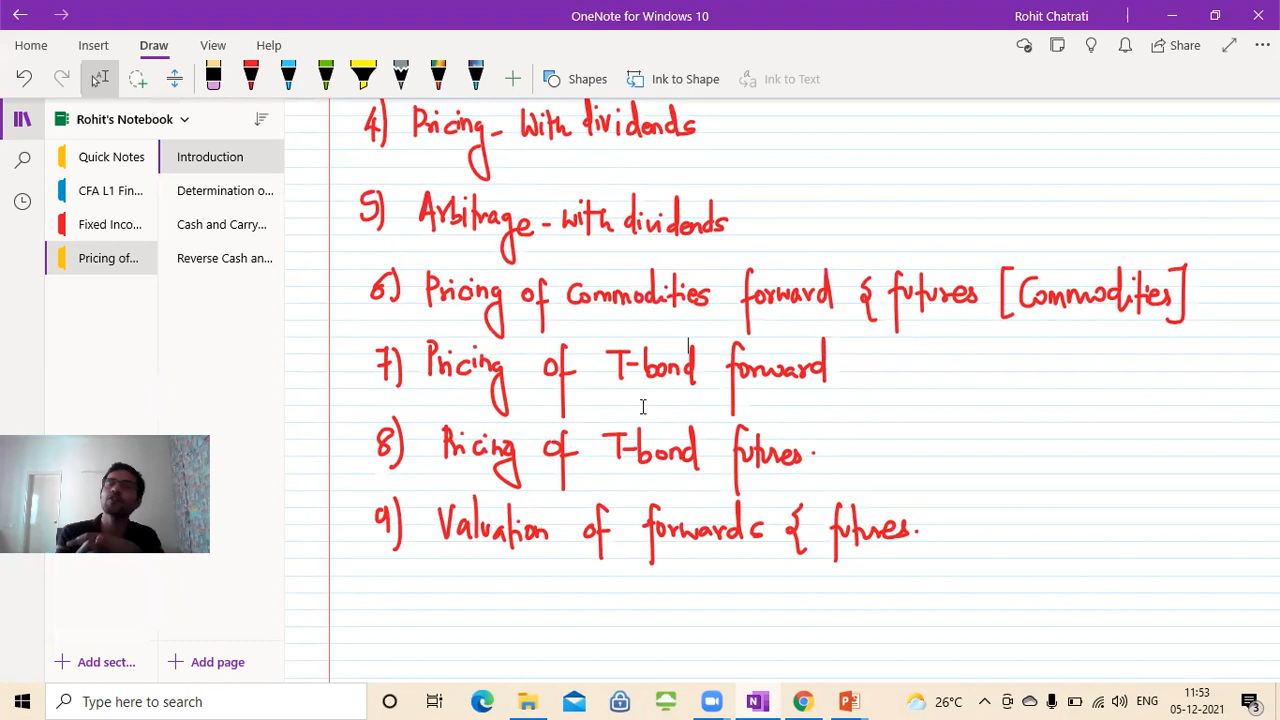 OneNote for Windows 10
Rohit Chatrati
Home Insert Draw View Help
Share
Shapes
Ink to Shape
Ink to Text
Rohit's Notebook
Quick Notes
CFA L1 Fin...
Fixed Inco...
Pricing of...
Introduction
Determination o...
Cash and Carry...
Reverse Cash an...
4) Pricing - With dividends
5) Arbitrage - With dividends
6) Pricing of Commodities forward & futures [Commodities]
7) Pricing of T-bond forward
8) Pricing of T-bond futures.
9) Valuation of forwards & futures.
+ Add sect...
+ Add page
Type here to search
26°C
ENG
11:53
05-12-2021
3